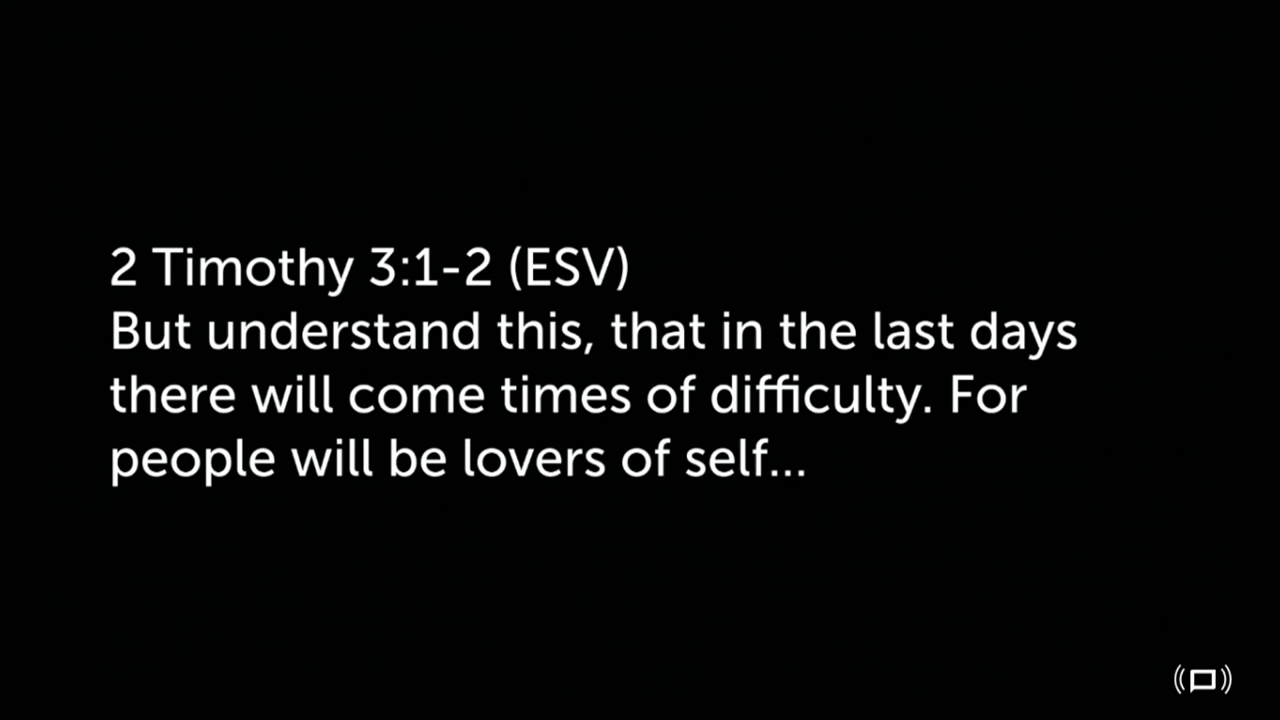 2 Timothy 3:1-2 (ESV)
But understand this, that in the last days
there will come times of difficulty. For
people will be lovers of self...